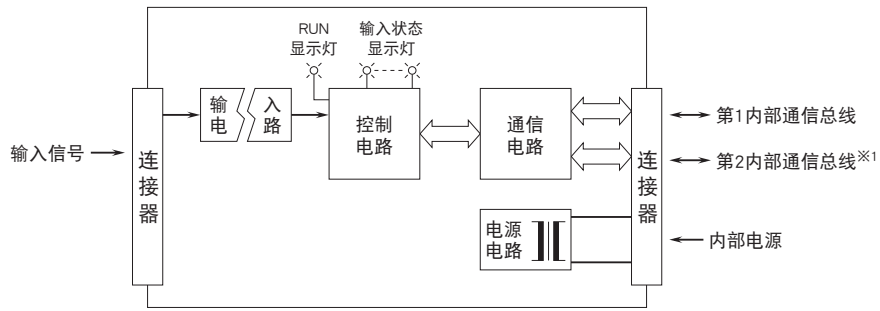 RUN
显示灯
输入状态
显示灯
输入
电路
控制
电路
通信
电路
输入信号
连接器
连接器
第1内部通信总线
第2内部通信总线※1
电源
电路
内部电源